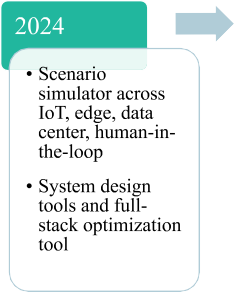 2024
• Scenario
simulator across
IoT, edge, data
center, human-in-
the-loop
• System design
tools and full-
stack optimization
tool